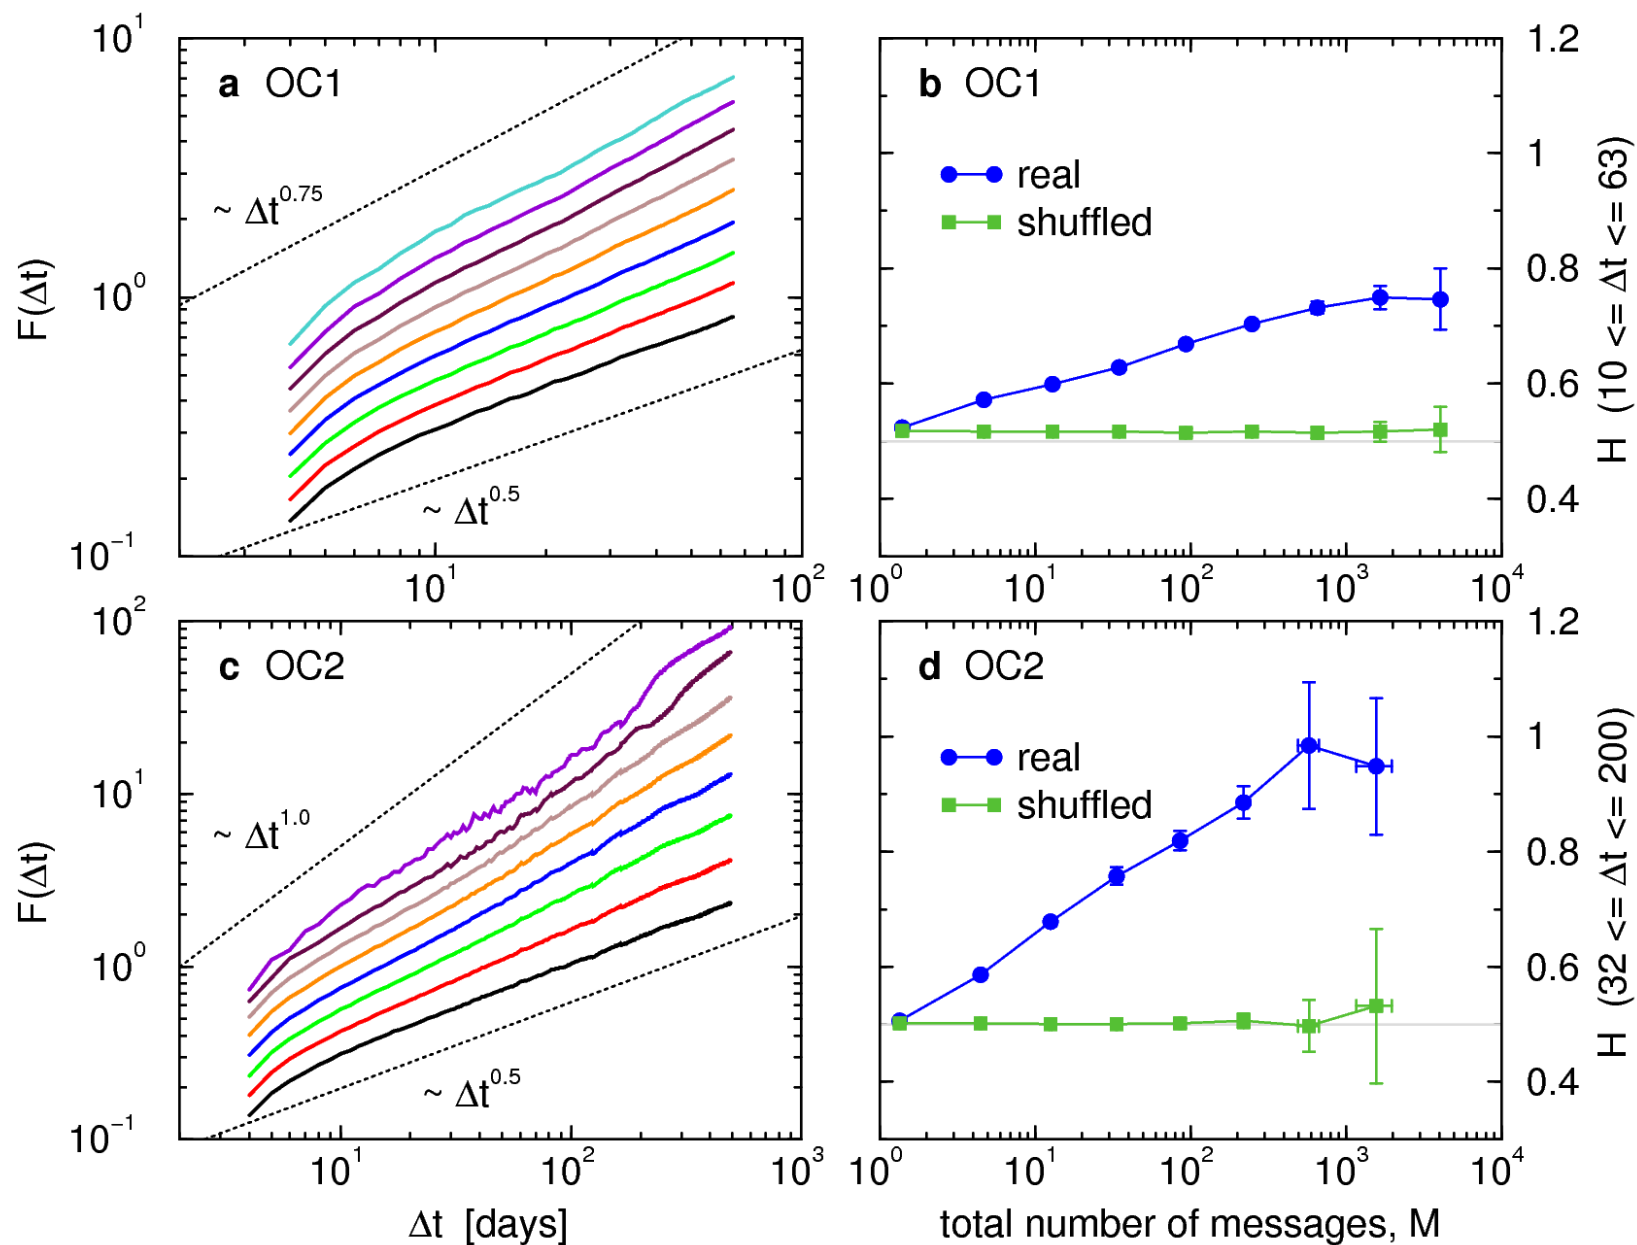 a OC1
10¹
10⁰
10⁻¹
F(Δt)
~ Δt^0.75
~ Δt^0.5
10¹
10²
b OC1
real
shuffled
1.2
1
0.8
0.6
0.4
H (10 <= Δt <= 63)
10⁰
10¹
10²
10³
10⁴
c OC2
10²
10¹
10⁰
10⁻¹
F(Δt)
~ Δt^1.0
~ Δt^0.5
10¹
10²
10³
Δt [days]
d OC2
real
shuffled
1.2
1
0.8
0.6
0.4
H (32 <= Δt <= 200)
10⁰
10¹
10²
10³
10⁴
total number of messages, M